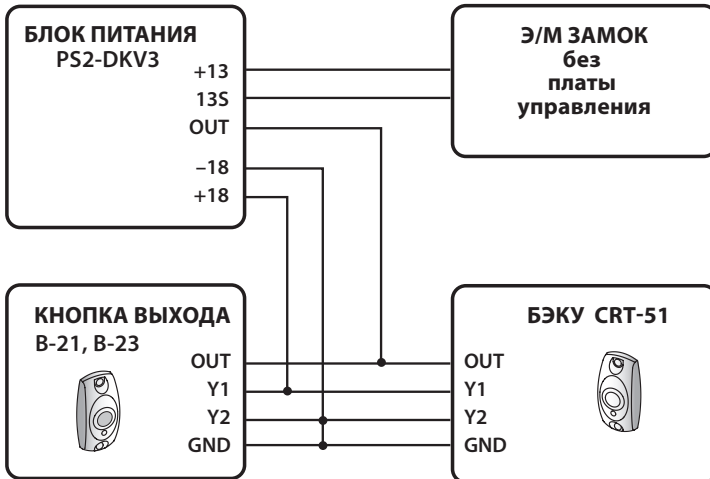 БЛОК ПИТАНИЯ
PS2-DKV3
+13
13S
OUT
–18
+18
Э/М ЗАМОК
без
платы
управления
КНОПКА ВЫХОДА
B-21, B-23
OUT
Y1
Y2
GND
БЭКУ CRT-51
OUT
Y1
Y2
GND